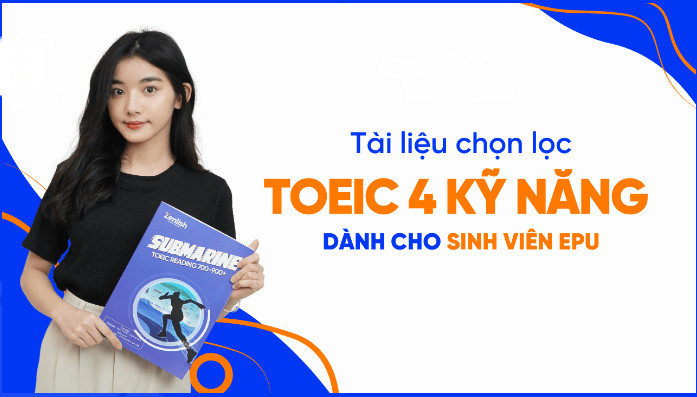 Tài liệu chọn lọc
TOEIC 4 KỸ NĂNG
DÀNH CHO SINH VIÊN EPU
Zenlish
SUBMARINE
TOEIC READING 700-900+